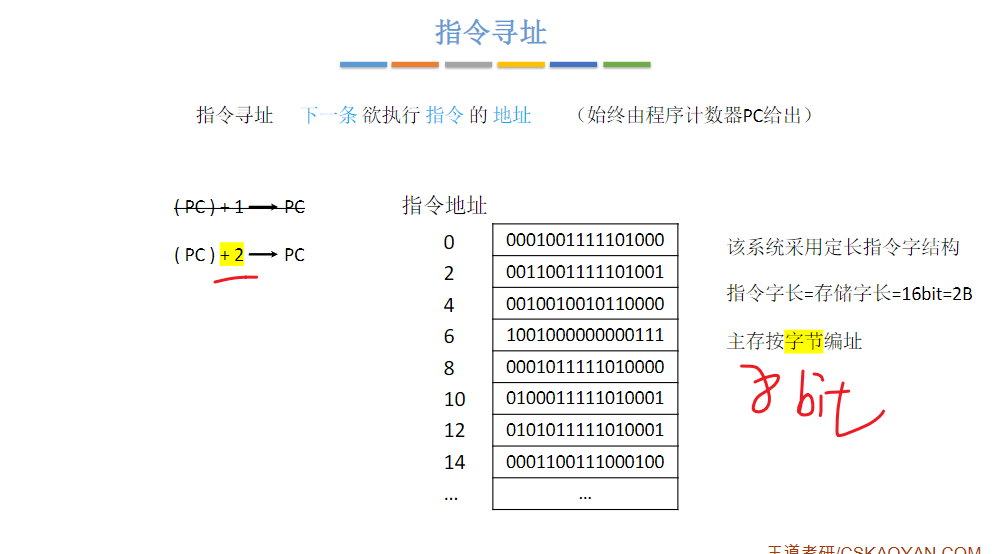 指令寻址
指令寻址 下一条 欲执行 指令 的 地址 （始终由程序计数器PC给出）
( PC ) + 1 → PC
( PC ) + 2 → PC
指令地址
0 0001001111101000
2 0011001111101001
4 0010010010110000
6 1001000000000111
8 0001011111010000
10 0100011111010001
12 0101011111010001
14 0001100111000100
... ...
该系统采用定长指令字结构
指令字长=存储字长=16bit=2B
主存按字节编址
8 bit
王道考研/CSKAOYAN.COM